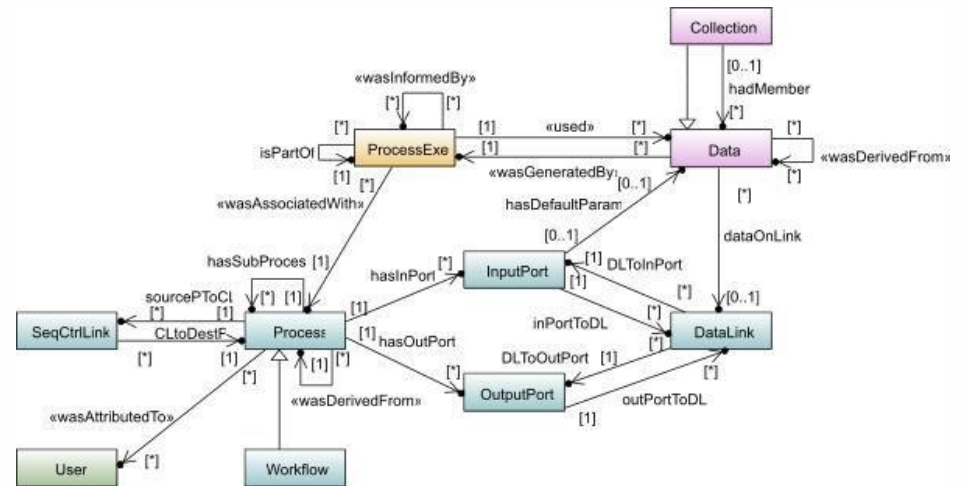 Collection
[0..1]
«wasInformedBy»
hadMember
[*] [*]
[*]
[*] [1] «used» [*] [*]
ProcessExe
Data
isPartOf
[1] [*]
«wasDerivedFrom»
[1] [*]
«wasGeneratedBy:
[*]
[0..1]
[*]
«wasAssociatedWith»
hasDefaultParam
dataOnLink
[0..1]
hasSubProces
[1]
[*]
[1] DLToInPort
hasInPort
InputPort
[*] [1]
sourcePToCL
[1]
[*]
[0..1]
[*] [1]
[1]
inPortToDL
[*]
SeqCtrlLink
Process
DataLink
CLtoDestF
[1]
hasOutPort
[*]
DLToOutPort [1]
[*] [1]
[*] [1] [*]
[*]
[*]
OutputPort
«wasDerivedFrom»
outPortToDL
«wasAttributedTo»
[1]
[*]
User
Workflow